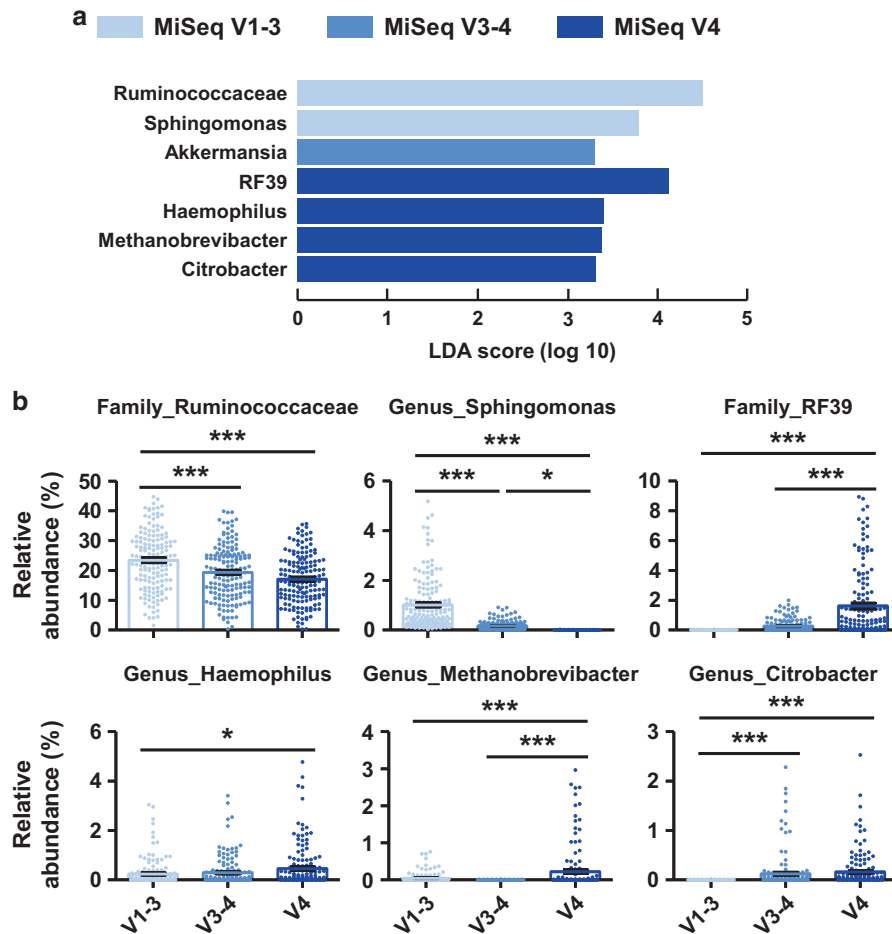 a
MiSeq V1-3 MiSeq V3-4 MiSeq V4
Ruminococcaceae
Sphingomonas
Akkermansia
RF39
Haemophilus
Methanobrevibacter
Citrobacter
0 1 2 3 4 5
LDA score (log 10)
b
Family_Ruminococcaceae Genus_Sphingomonas Family_RF39
Relative abundance (%)
50
40
30
20
10
0
***
***
6
4
2
0
***
***
*
10
8
6
4
2
0
***
***
Genus_Haemophilus Genus_Methanobrevibacter Genus_Citrobacter
Relative abundance (%)
6
4
2
0
*
4
3
2
1
0
***
***
3
2
1
0
***
***
V1-3 V3-4 V4 V1-3 V3-4 V4 V1-3 V3-4 V4